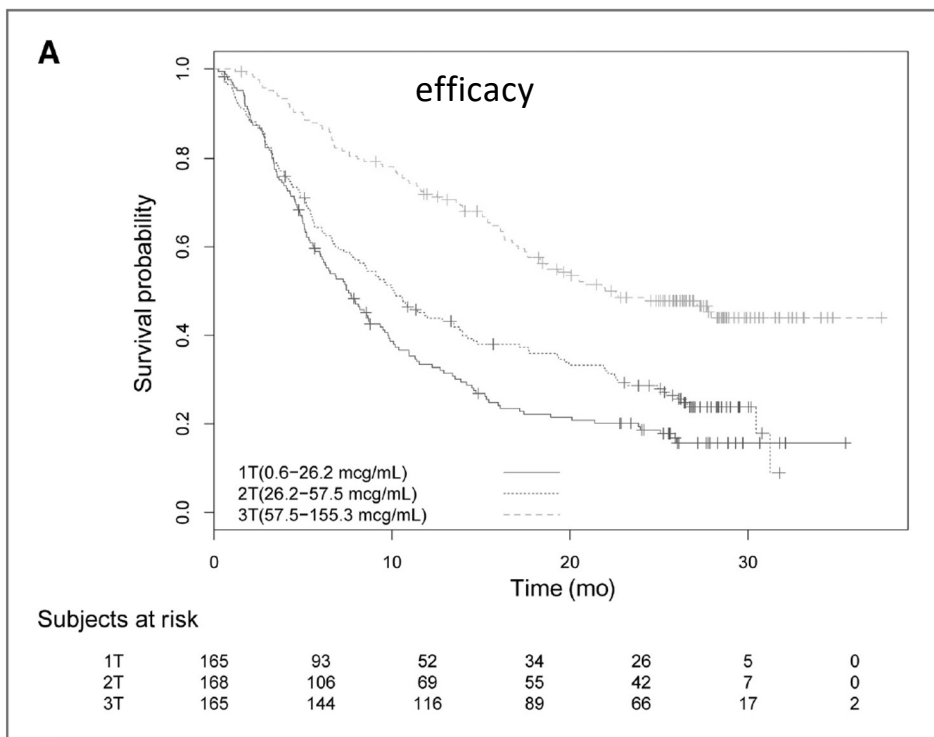 A
efficacy
Survival probability
1.0
0.8
0.6
0.4
0.2
0.0
1T(0.6−26.2 mcg/mL)
2T(26.2−57.5 mcg/mL)
3T(57.5−155.3 mcg/mL)
0 10 20 30
Time (mo)
Subjects at risk
1T 165 93 52 34 26 5 0
2T 168 106 69 55 42 7 0
3T 165 144 116 89 66 17 2